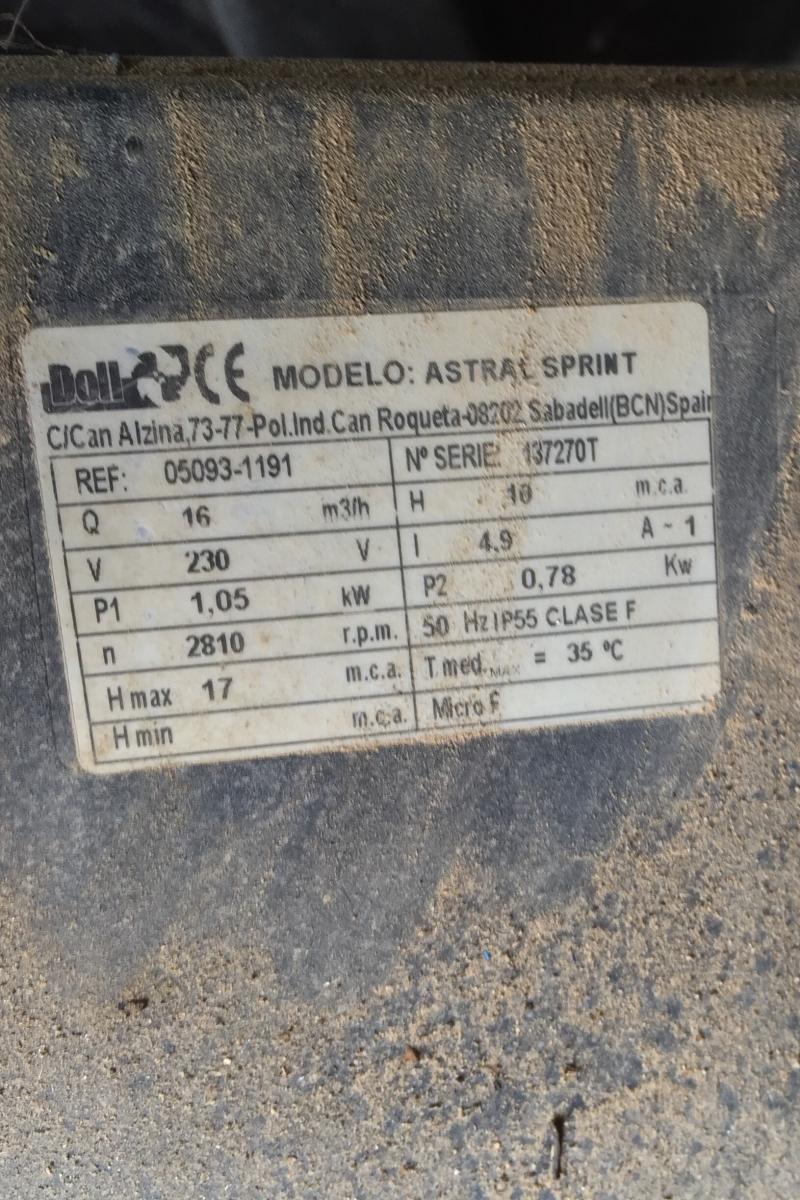 Doll CE MODELO: ASTRAL SPRINT
C/Can Alzina,73-77-Pol.Ind.Can Roqueta-08202 Sabadell(BCN)Spain
REF: 05093-1191 Nº SERIE: 137270T
Q 16 m3/h H 10 m.c.a.
V 230 V I 4.9 A ~ 1
P1 1,05 kW P2 0,78 Kw
n 2810 r.p.m. 50 Hz IP55 CLASE F
H max 17 m.c.a. T med. MAX = 35 ºC
H min m.c.a. Micro F